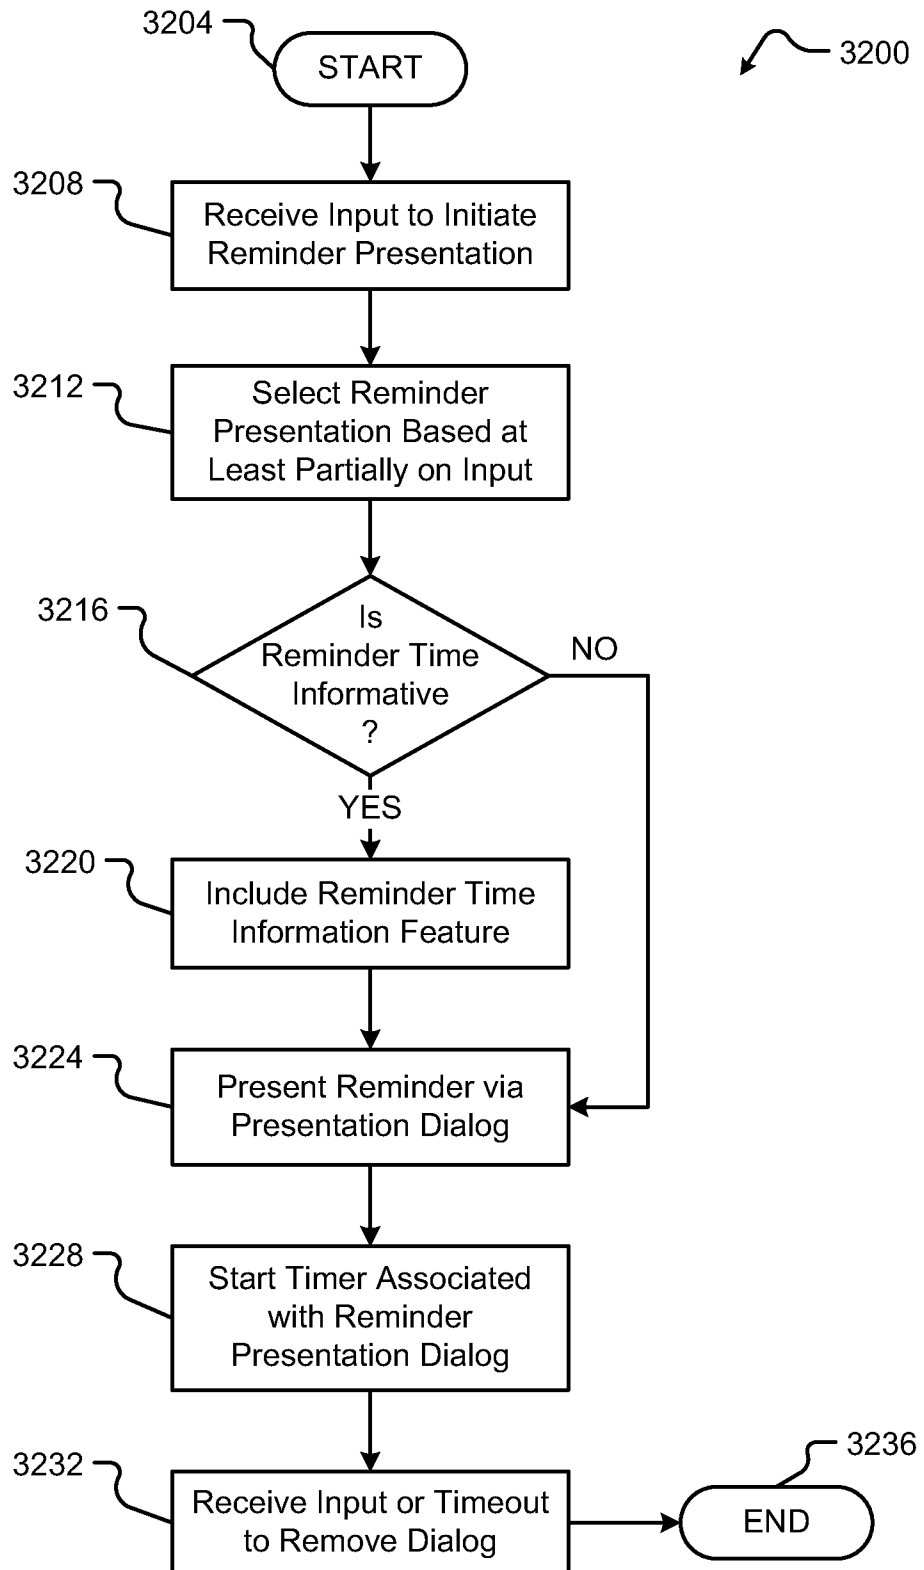 3204
START
3200
3208
Receive Input to Initiate
Reminder Presentation
3212
Select Reminder
Presentation Based at
Least Partially on Input
3216
Is
Reminder Time
Informative
?
NO
YES
3220
Include Reminder Time
Information Feature
3224
Present Reminder via
Presentation Dialog
3228
Start Timer Associated
with Reminder
Presentation Dialog
3232
Receive Input or Timeout
to Remove Dialog
3236
END